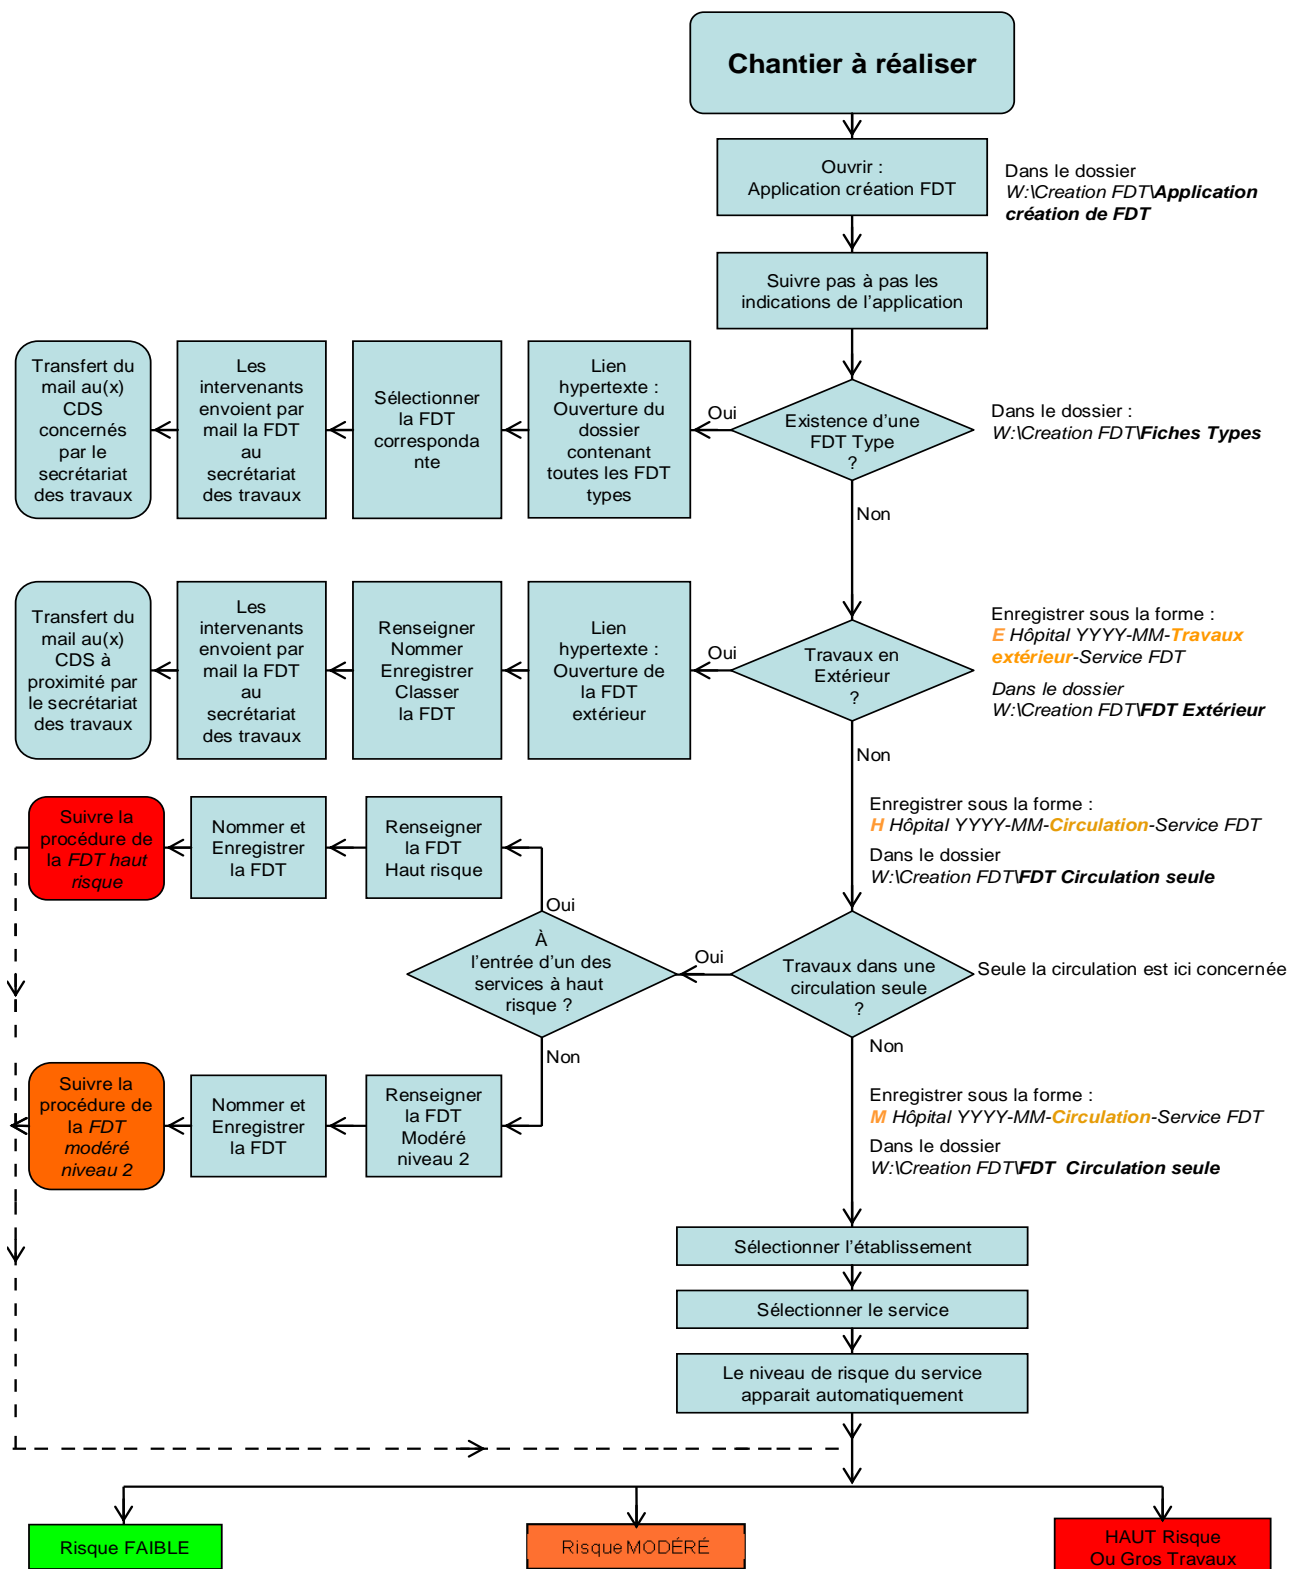 Chantier à réaliser
Ouvrir :
Application création FDT
Dans le dossier
W:\Creation FDT\Application
création de FDT
Suivre pas à pas les
indications de l'application
Existence d'une
FDT Type
?
Dans le dossier :
W:\Creation FDT\Fiches Types
Oui
Lien
hypertexte :
Ouverture du
dossier
contenant
toutes les FDT
types
Sélectionner
la FDT
corresponda
nte
Les
intervenants
envoient par
mail la FDT
au
secrétariat
des travaux
Transfert du
mail au(x)
CDS
concernés
par le
secrétariat
des travaux
Non
Travaux en
Extérieur
?
Enregistrer sous la forme :
E Hôpital YYYY-MM-Travaux
extérieur-Service FDT
Dans le dossier
W:\Creation FDT\FDT Extérieur
Oui
Lien
hypertexte :
Ouverture de
la FDT
extérieur
Renseigner
Nommer
Enregistrer
Classer
la FDT
Les
intervenants
envoient par
mail la FDT
au
secrétariat
des travaux
Transfert du
mail au(x)
CDS à
proximité par
le secrétariat
des travaux
Non
Enregistrer sous la forme :
H Hôpital YYYY-MM-Circulation-Service FDT
Dans le dossier
W:\Creation FDT\FDT Circulation seule
Travaux dans une
circulation seule
?
Seule la circulation est ici concernée
Oui
À
l'entrée d'un des
services à haut
risque ?
Oui
Renseigner
la FDT
Haut risque
Nommer et
Enregistrer
la FDT
Suivre la
procédure de
la FDT haut
risque
Non
Renseigner
la FDT
Modéré
niveau 2
Nommer et
Enregistrer
la FDT
Suivre la
procédure de
la FDT
modéré
niveau 2
Non
Enregistrer sous la forme :
M Hôpital YYYY-MM-Circulation-Service FDT
Dans le dossier
W:\Creation FDT\FDT  Circulation seule
Sélectionner l'établissement
Sélectionner le service
Le niveau de risque du service
apparait automatiquement
Risque FAIBLE
Risque MODÉRÉ
HAUT Risque
Ou Gros Travaux